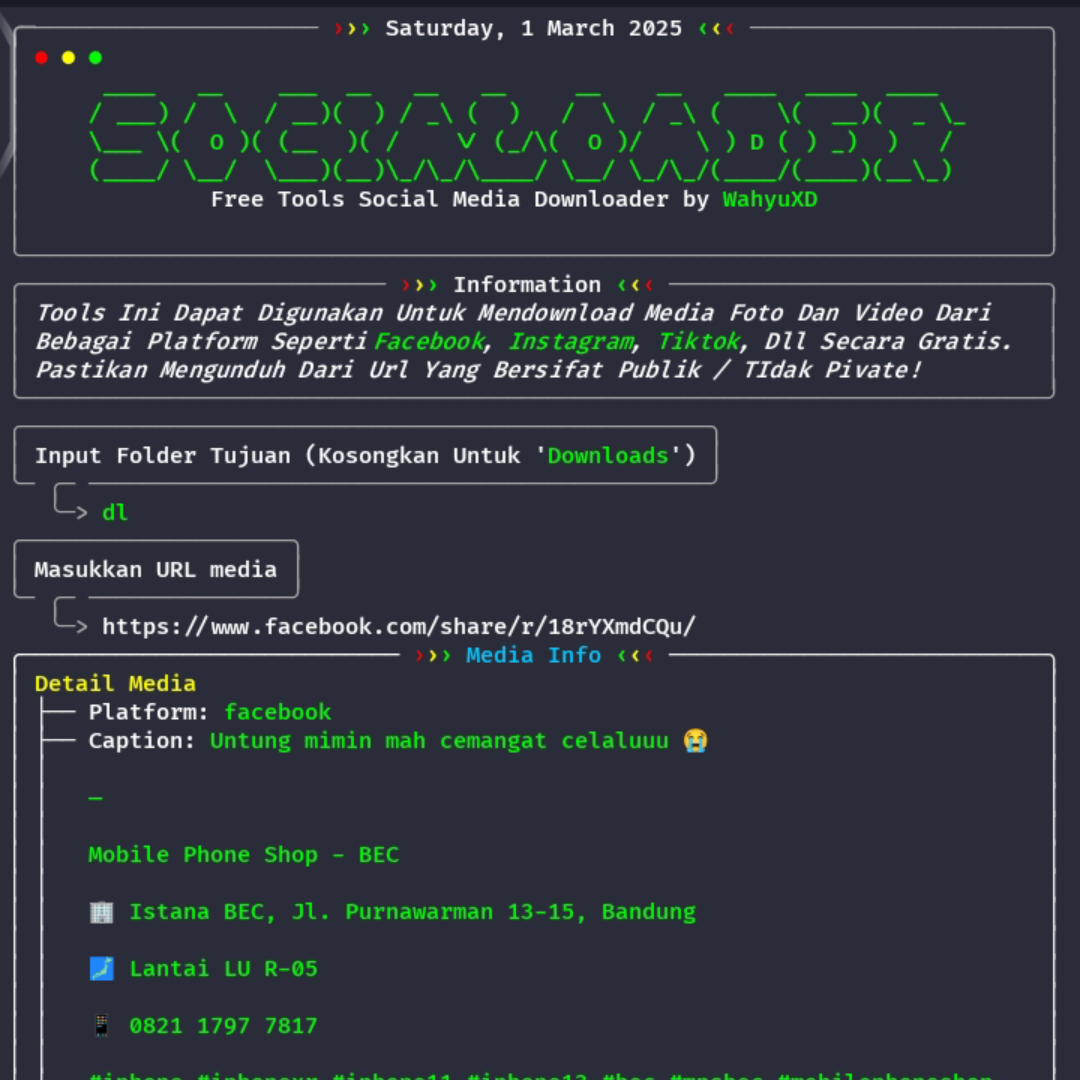 ››› Saturday, 1 March 2025 ‹‹‹
SOCIALOADER
Free Tools Social Media Downloader by WahyuXD
››› Information ‹‹‹
Tools Ini Dapat Digunakan Untuk Mendownload Media Foto Dan Video Dari
Bebagai Platform Seperti Facebook, Instagram, Tiktok, Dll Secara Gratis.
Pastikan Mengunduh Dari Url Yang Bersifat Publik / TIdak Pivate!
Input Folder Tujuan (Kosongkan Untuk 'Downloads')
> dl
Masukkan URL media
> https://www.facebook.com/share/r/18rYXmdCQu/
››› Media Info ‹‹‹
Detail Media
Platform: facebook
Caption: Untung mimin mah cemangat celaluuu 😭
—
Mobile Phone Shop - BEC
🏢 Istana BEC, Jl. Purnawarman 13-15, Bandung
🗾 Lantai LU R-05
📱 0821 1797 7817